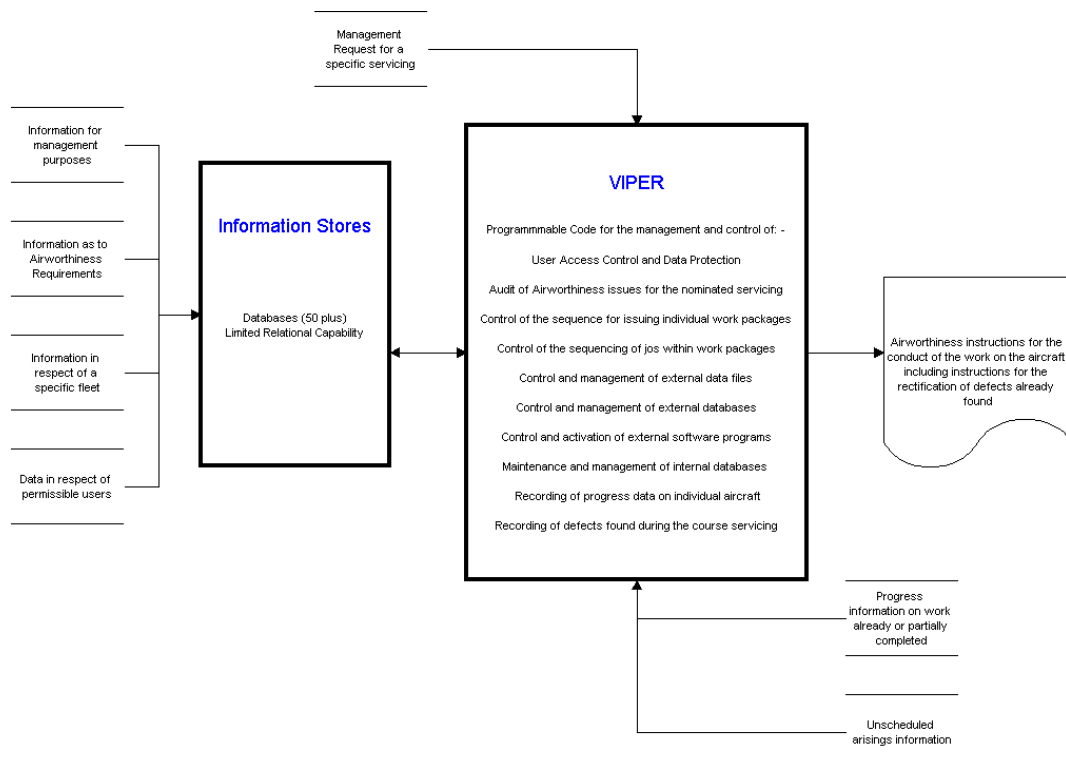 Management
Request for a
specific servicing
Information for
management
purposes
Information as to
Airworthiness
Requirements
Information in
respect of a
specific fleet
Data in respect of
permissible users
Information Stores
Databases (50 plus)
Limited Relational Capability
VIPER
Programmmable Code for the management and control of: -
User Access Control and Data Protection
Audit of Airworthiness issues for the nominated servicing
Control of the sequence for issuing individual work packages
Control of the sequencing of jos within work packages
Control and management of external data files
Control and management of external databases
Control and activation of external software programs
Maintenance and management of internal databases
Recording of progress data on individual aircraft
Recording of defects found during the course servicing
Airworthiness instructions for the
conduct of the work on the aircraft
including instructions for the
rectification of defects already
found
Progress
information on work
already or partially
completed
Unscheduled
arisings information